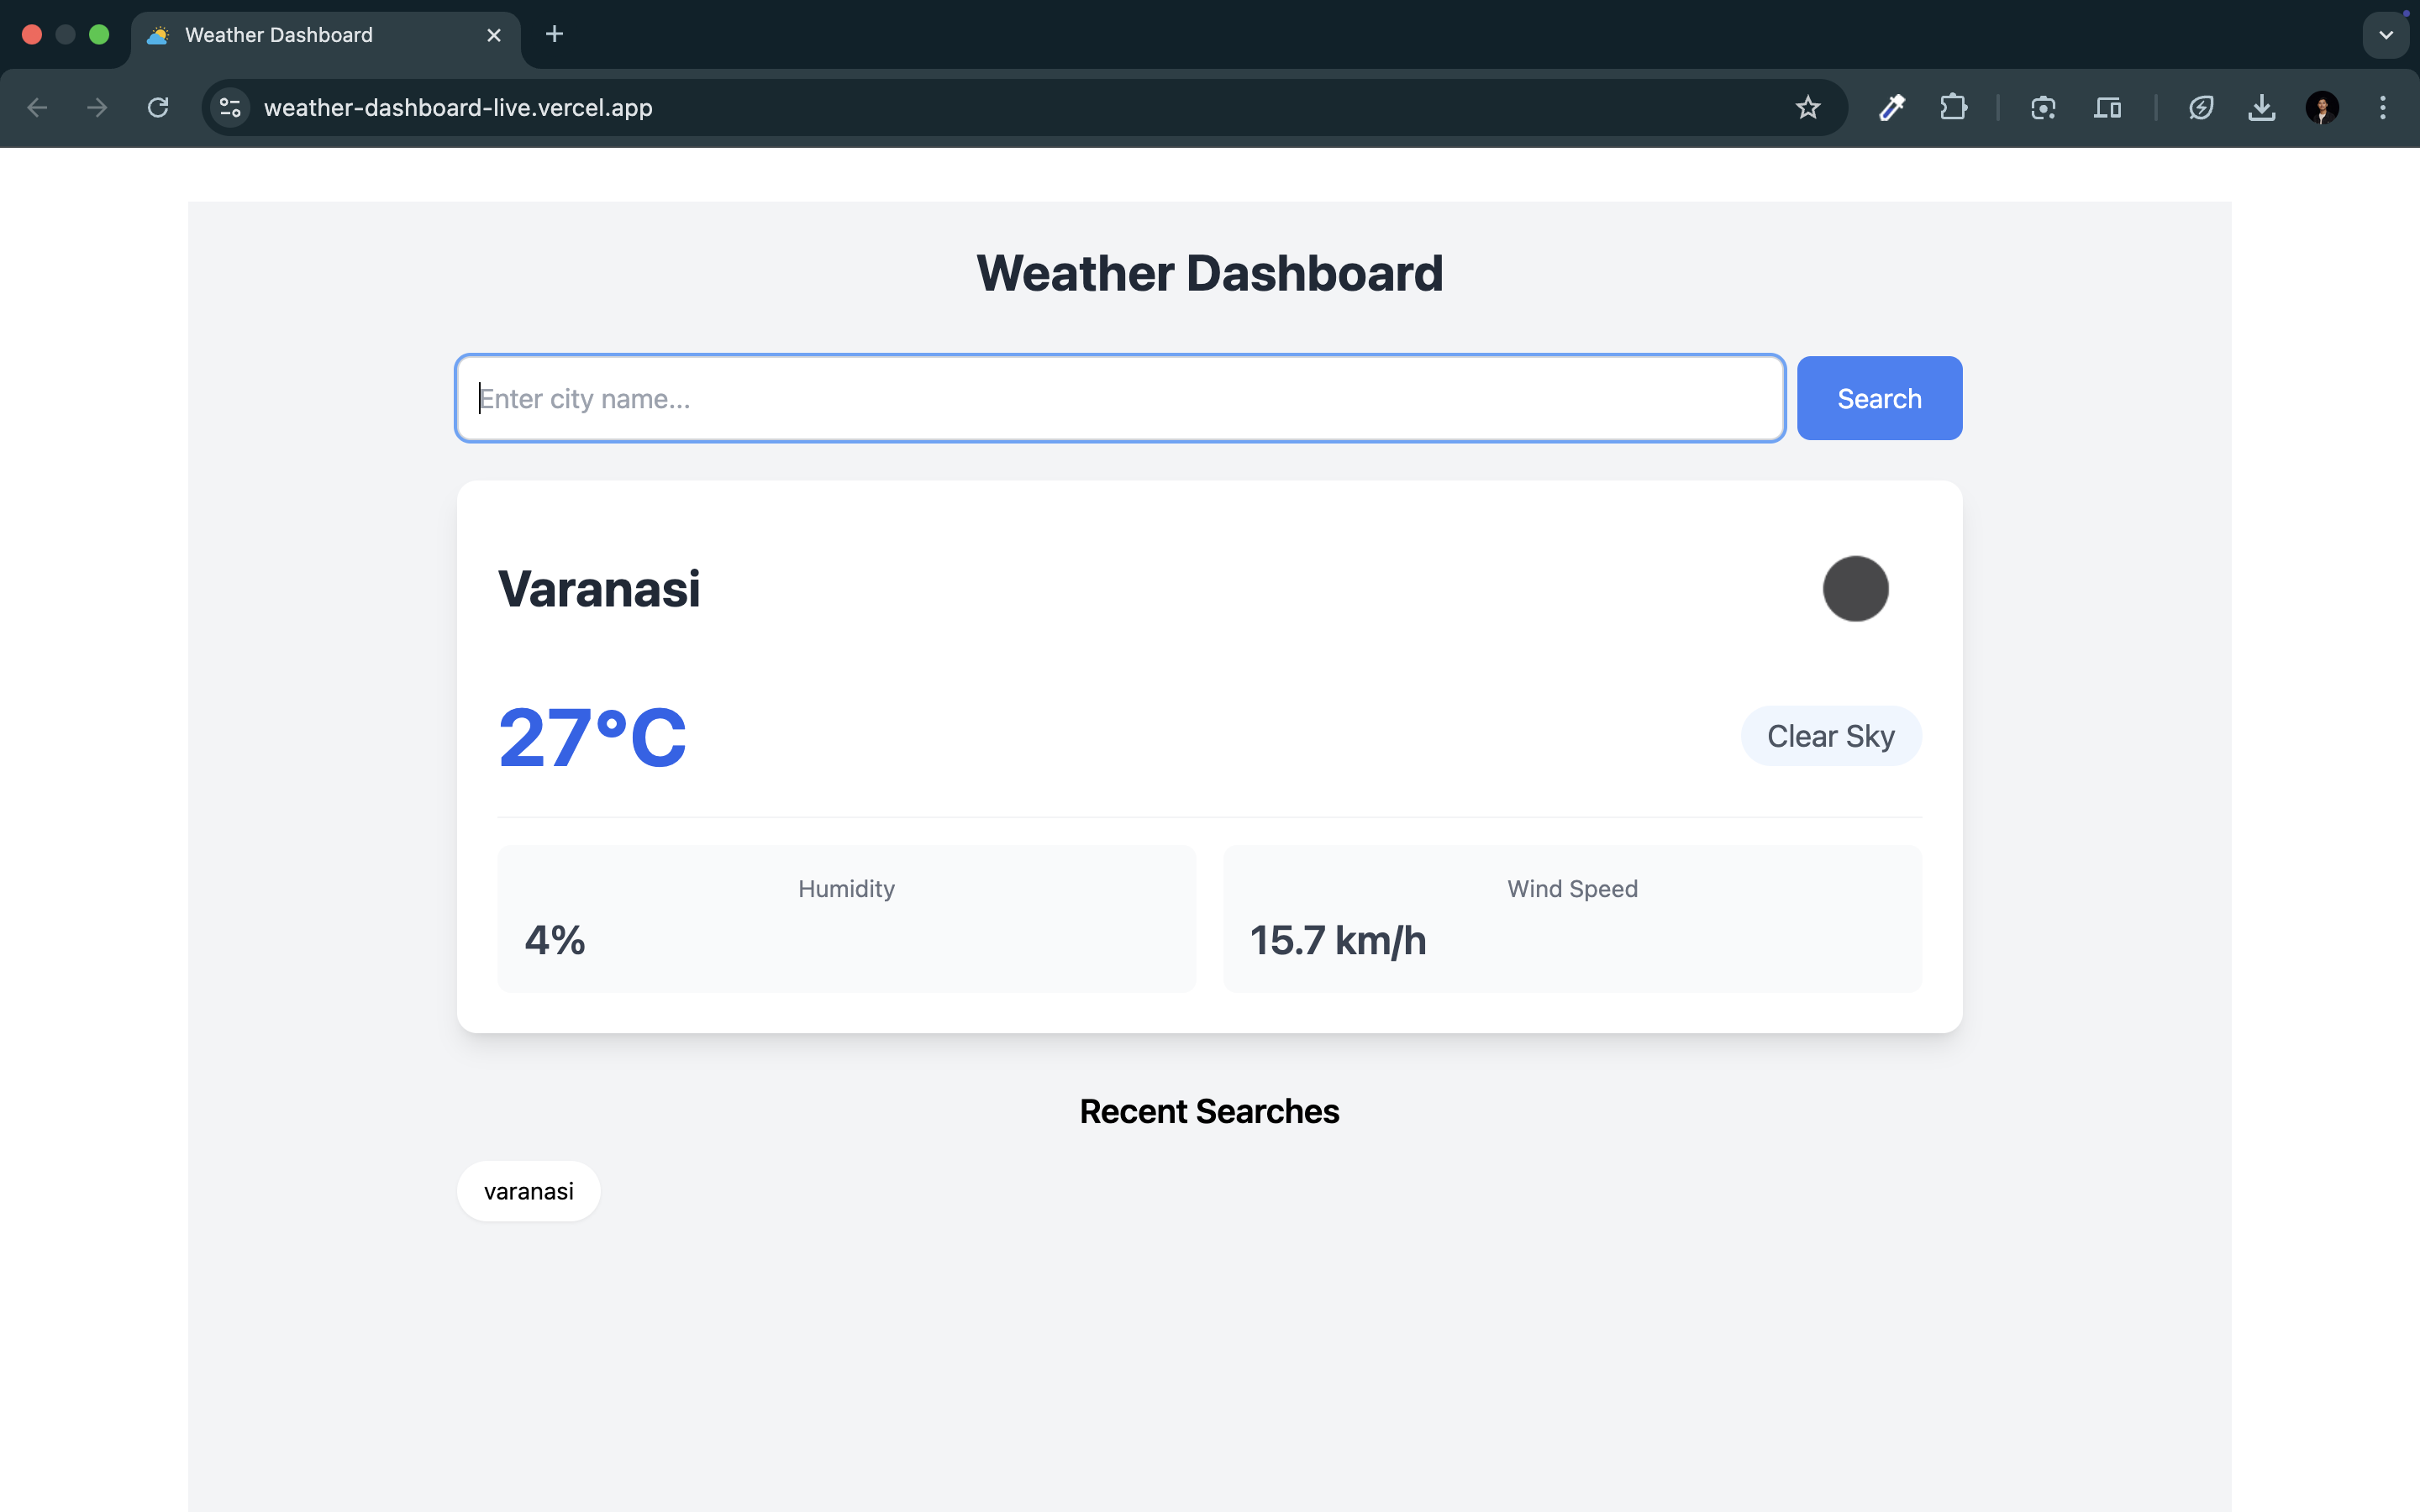 Weather Dashboard
weather-dashboard-live.vercel.app
Weather Dashboard
Enter city name...
Search
Varanasi
27°C
Clear Sky
Humidity
Wind Speed
4%
15.7 km/h
Recent Searches
varanasi